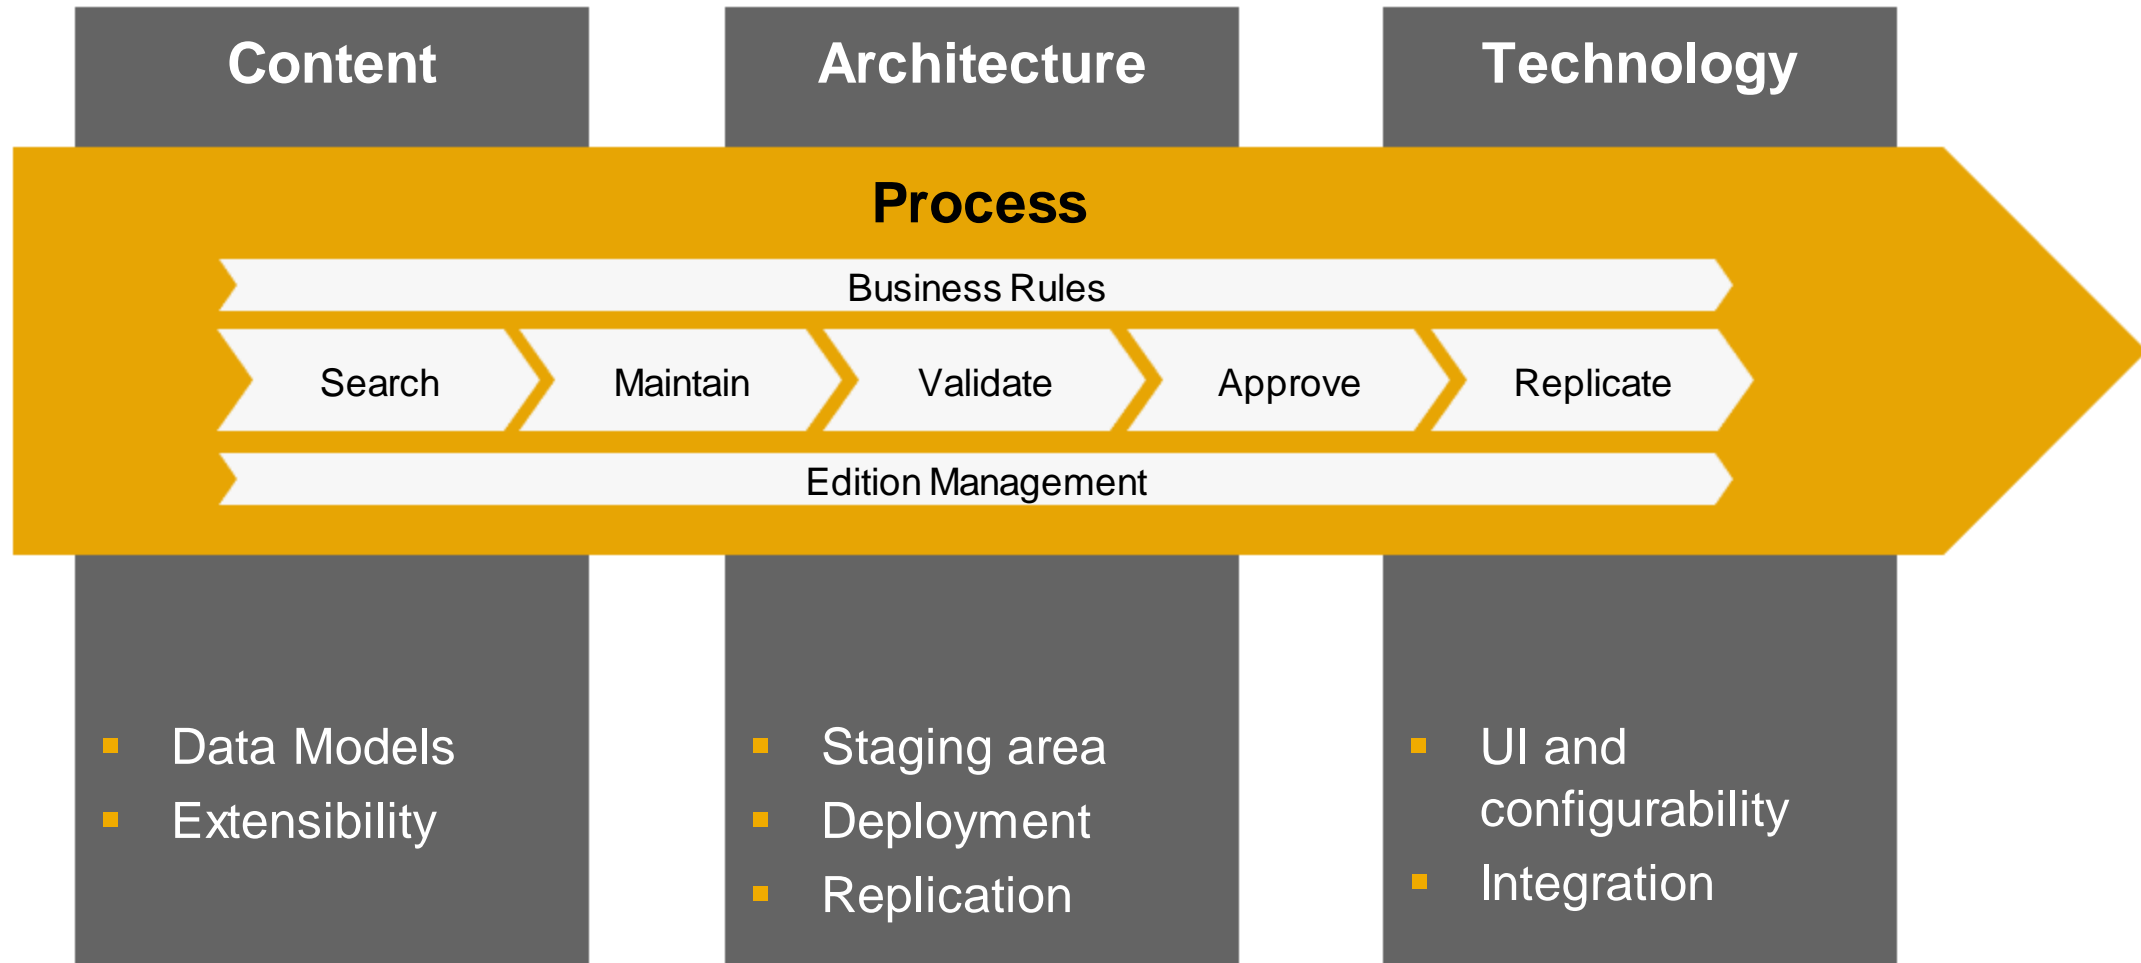 Content
Architecture
Technology
Process
Business Rules
Search
Maintain
Validate
Approve
Replicate
Edition Management
Data Models
Extensibility
Staging area
Deployment
Replication
UI and
configurability
Integration